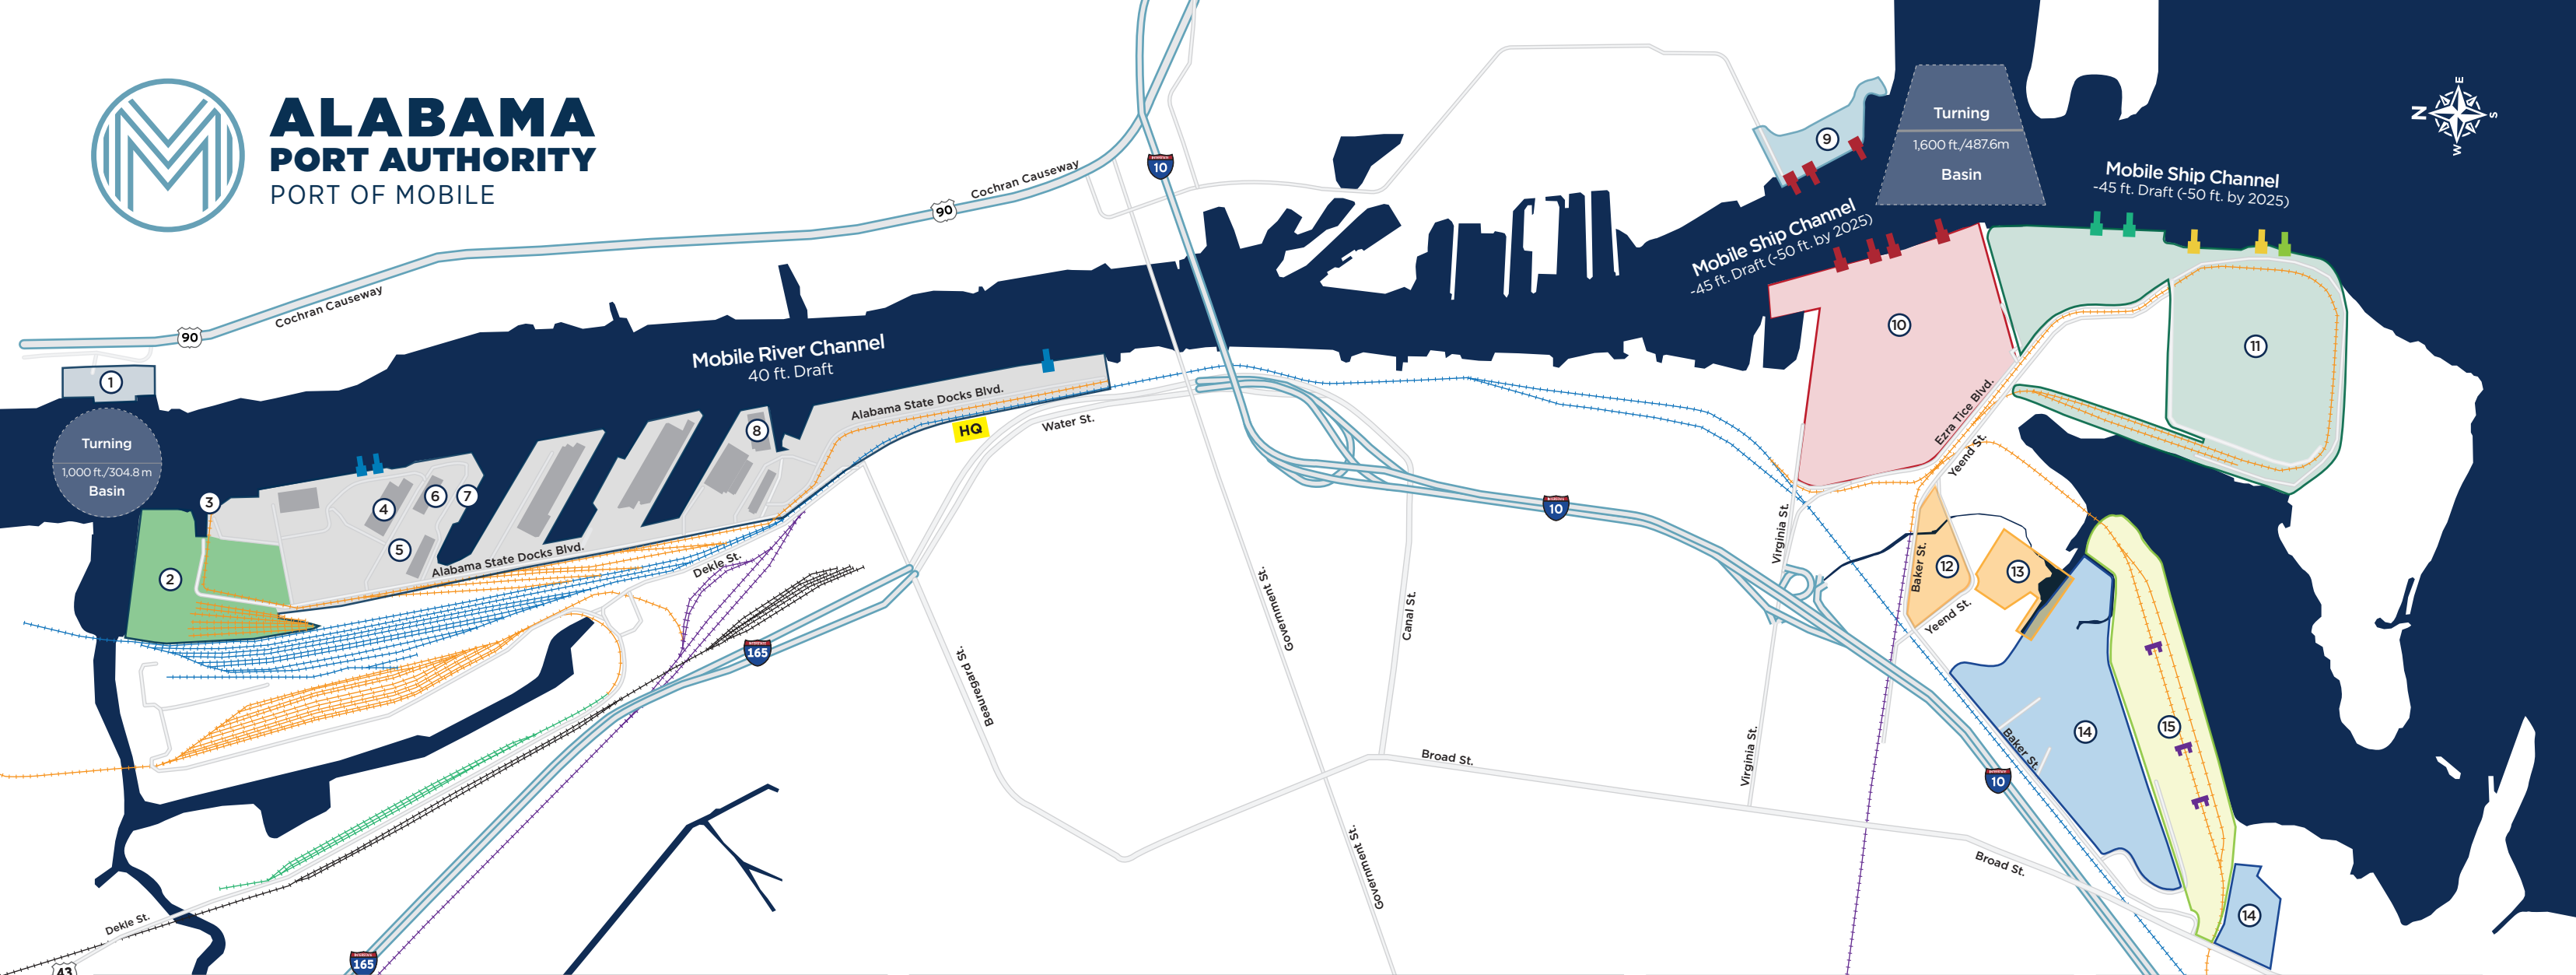 ALABAMA
PORT AUTHORITY
PORT OF MOBILE
N
E
S
W
Cochran Causeway
90
Cochran Causeway
90
10
9
Turning
1,600 ft./487.6m
Basin
Mobile Ship Channel
-45 ft. Draft (-50 ft. by 2025)
Mobile Ship Channel
-45 ft. Draft (-50 ft. by 2025)
10
11
1
Turning
1,000 ft./304.8 m
Basin
Mobile River Channel
40 ft. Draft
Alabama State Docks Blvd.
HQ
Water St.
2
3
4
5
6
7
8
Alabama State Docks Blvd.
Dekle St.
165
Beauregard St.
Government St.
Canal St.
10
Virginia St.
Ezra Tice Blvd.
Yeend St.
Baker St.
12
13
Yeend St.
Broad St.
Virginia St.
Baker St.
14
15
10
Government St.
Broad St.
14
Dekle St.
43
165